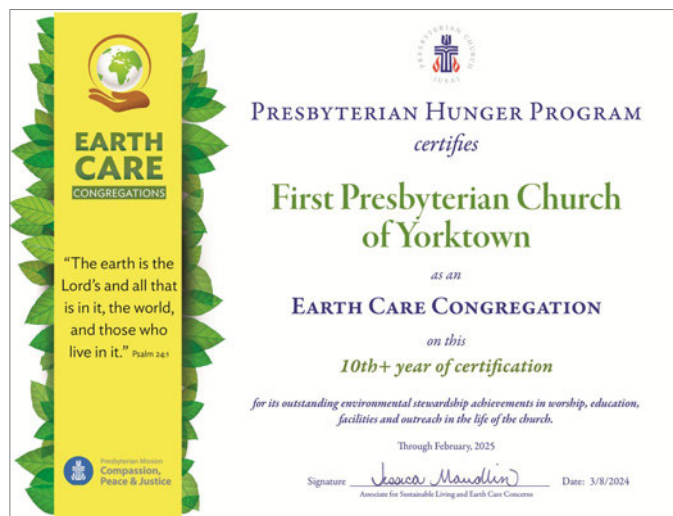 EARTH
CARE
CONGREGATIONS
“The earth is the
Lord’s and all that
is in it, the world,
and those who
live in it.” Psalm 24:1
Presbyterian Mission
Compassion,
Peace & Justice
PRESBYTERIAN CHURCH
(USA)
PRESBYTERIAN HUNGER PROGRAM
certifies
First Presbyterian Church
of Yorktown
as an
EARTH CARE CONGREGATION
on this
10th+ year of certification
for its outstanding environmental stewardship achievements in worship, education,
facilities and outreach in the life of the church.
Through February, 2025
Signature Jessica Maudlin Date: 3/8/2024
Associate for Sustainable Living and Earth Care Concerns